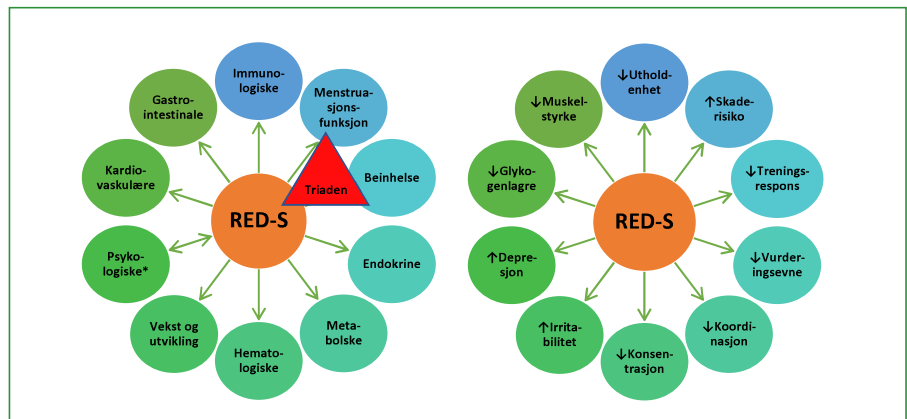 Immuno-
logiske
Menstrua-
sjons-
funksjon
Beinhelse
Endokrine
Meta-
bolske
Hemato-
logiske
Vekst og
utvikling
Psyko-
logiske*
Kardio-
vaskulære
Gastro-
intestinale
Triaden
RED-S
↓Uthold-
enhet
↑Skade-
risiko
↓Trenings-
respons
↓Vurder-
ingsevne
↓Koordi-
nasjon
↓Konsen-
trasjon
↑Irrita-
bilitet
↑Depre-
sjon
↓Glyko-
genlagre
↓Muskel-
styrke
RED-S